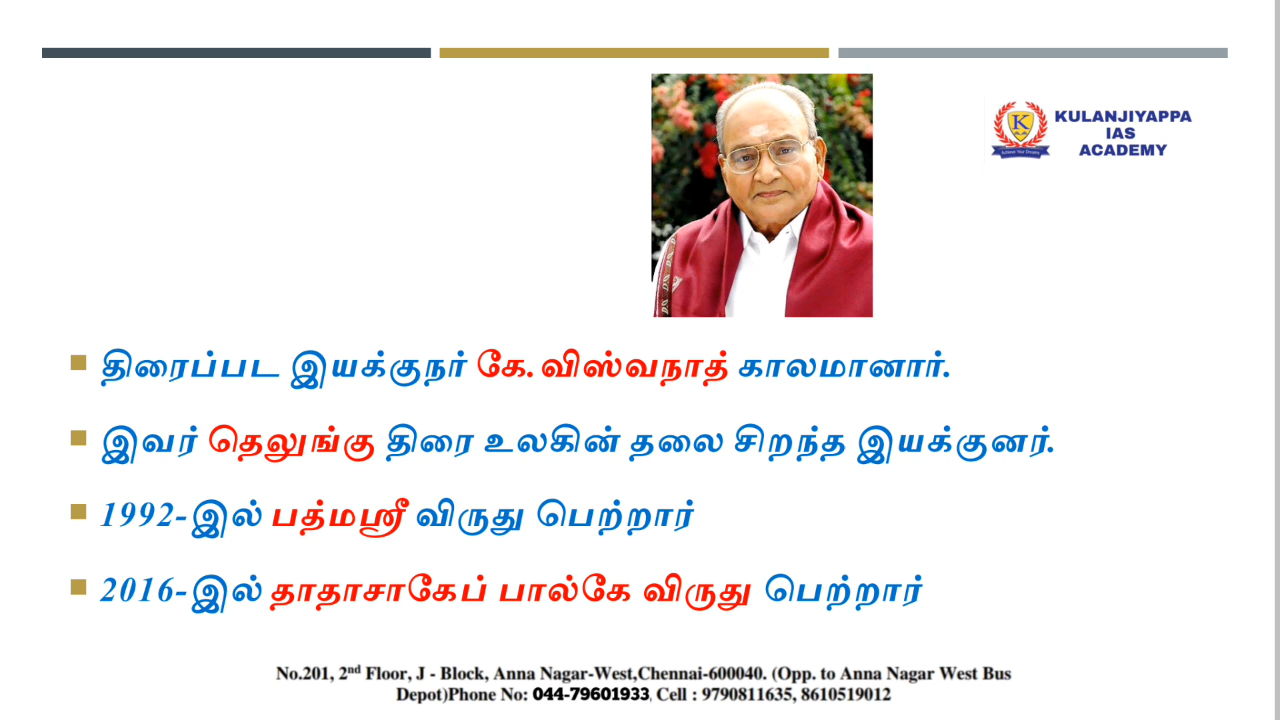 KULANJIYAPPA
IAS
ACADEMY
திரைப்பட இயக்குநர் கே. விஸ்வநாத் காலமானார்.
இவர் தெலுங்கு திரை உலகின் தலை சிறந்த இயக்குனர்.
1992-இல் பத்மஸ்ரீ விருது பெற்றார்
2016-இல் தாதாசாகேப் பால்கே விருது பெற்றார்
No.201, 2nd Floor, J - Block, Anna Nagar-West,Chennai-600040. (Opp. to Anna Nagar West Bus
Depot)Phone No: 044-79601933, Cell : 9790811635, 8610519012